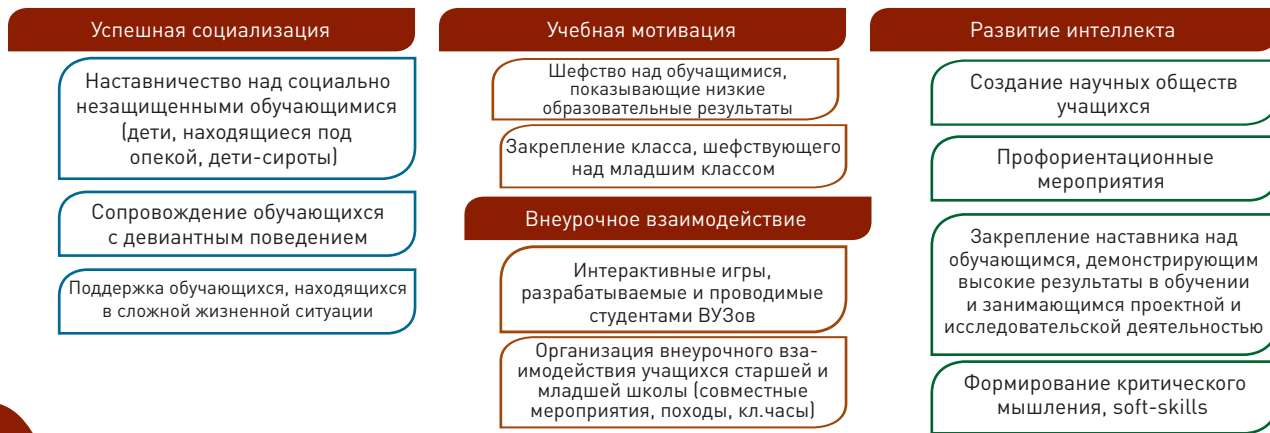 Успешная социализация
Наставничество над социально
незащищенными обучающимися
(дети, находящиеся под
опекой, дети-сироты)
Сопровождение обучающихся
с девиантным поведением
Поддержка обучающихся, находящихся
в сложной жизненной ситуации
Учебная мотивация
Шефство над обучащимися,
показывающие низкие
образовательные результаты
Закрепление класса, шефствующего
над младшим классом
Внеурочное взаимодействие
Интерактивные игры,
разрабатываемые и проводимые
студентами ВУЗов
Организация внеурочного вза-
имодействия учащихся старшей и
младшей школы (совместные
мероприятия, походы, кл.часы)
Развитие интеллекта
Создание научных обществ
учащихся
Профориентационные
мероприятия
Закрепление наставника над
обучающимся, демонстрирующим
высокие результаты в обучении
и занимающимся проектной и
исследовательской деятельностью
Формирование критического
мышления, soft-skills